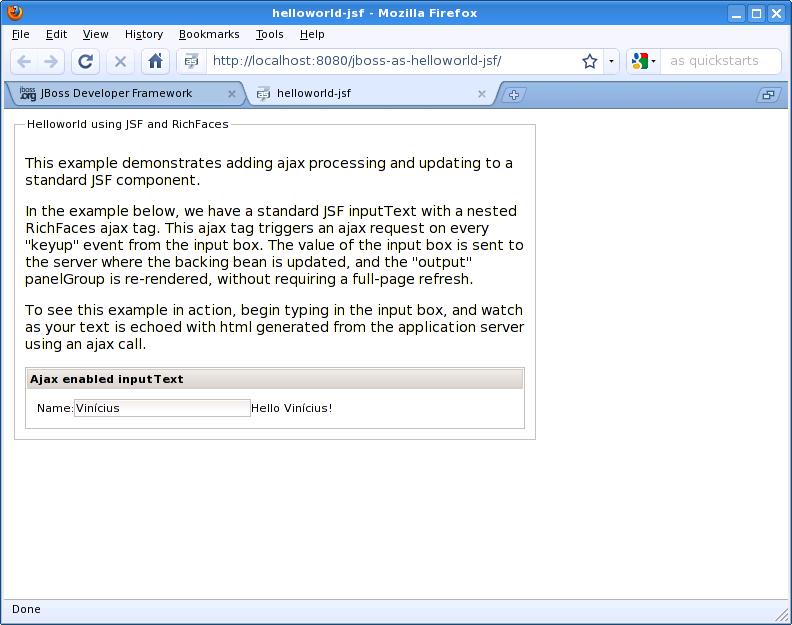 helloworld-jsf - Mozilla Firefox
File Edit View History Bookmarks Tools Help
http://localhost:8080/jboss-as-helloworld-jsf/ as quickstarts
jboss.org JBoss Developer Framework helloworld-jsf
Helloworld using JSF and RichFaces
This example demonstrates adding ajax processing and updating to a
standard JSF component.
In the example below, we have a standard JSF inputText with a nested
RichFaces ajax tag. This ajax tag triggers an ajax request on every
"keyup" event from the input box. The value of the input box is sent to
the server where the backing bean is updated, and the "output"
panelGroup is re-rendered, without requiring a full-page refresh.
To see this example in action, begin typing in the input box, and watch
as your text is echoed with html generated from the application server
using an ajax call.
Ajax enabled inputText
Name: Vinícius Hello Vinícius!
Done